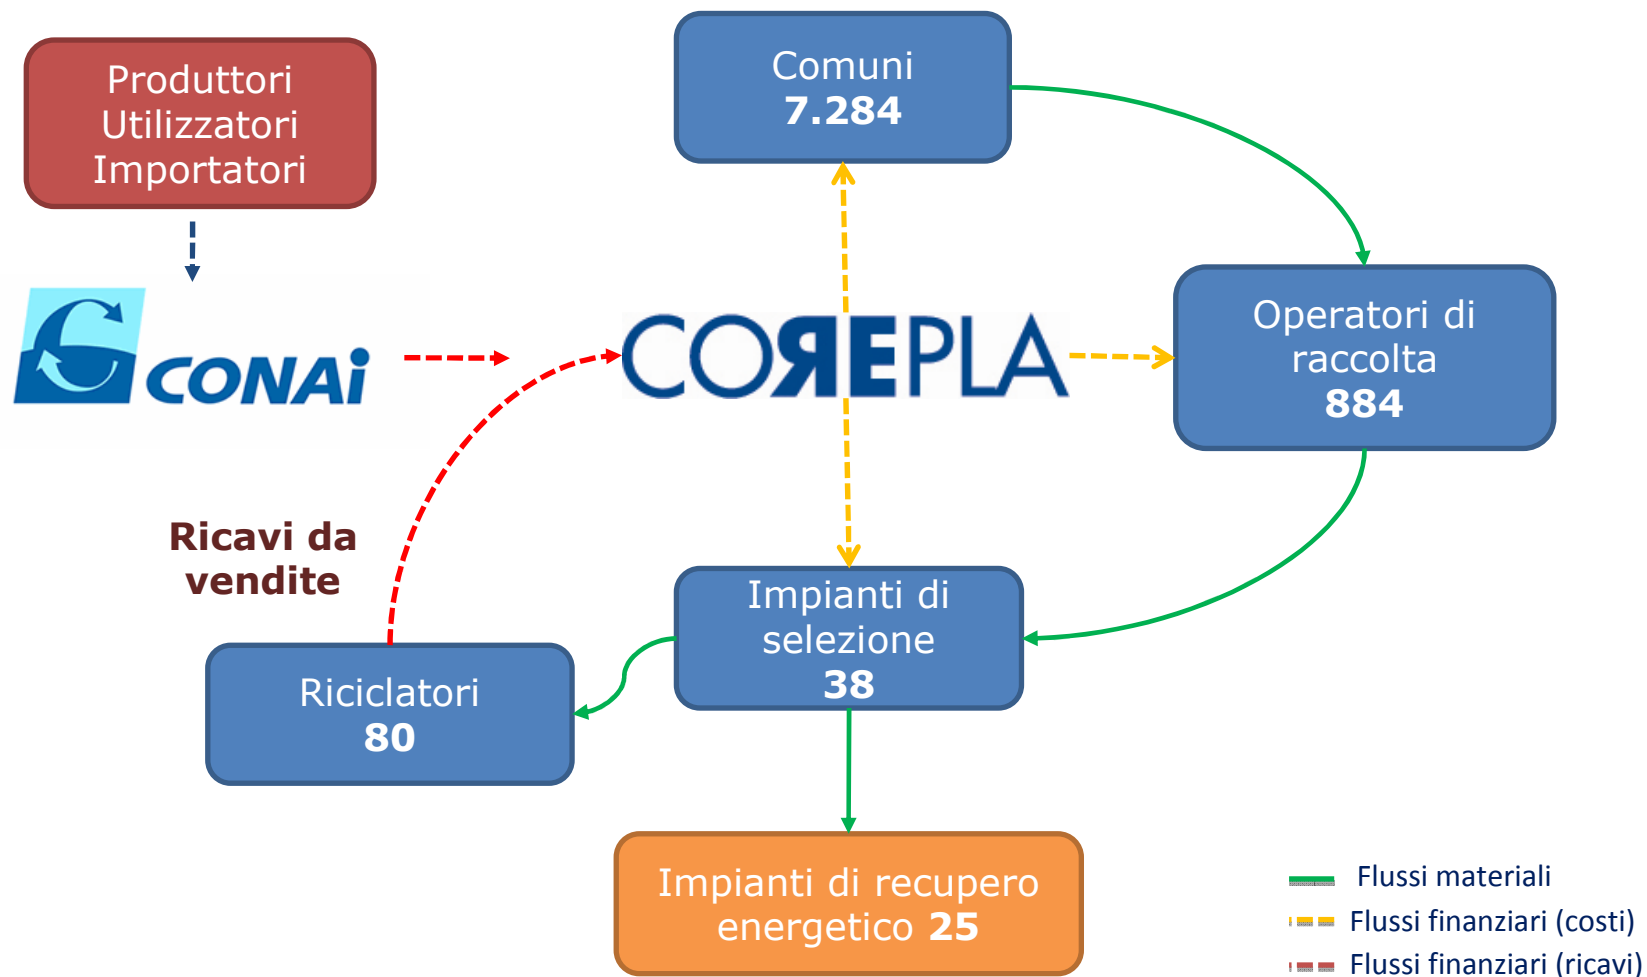 Produttori
Utilizzatori
Importatori
Comuni
7.284
CONAi
COREPLA
Operatori di
raccolta
884
Ricavi da
vendite
Impianti di
selezione
38
Riciclatori
80
Impianti di recupero
energetico 25
Flussi materiali
Flussi finanziari (costi)
Flussi finanziari (ricavi)